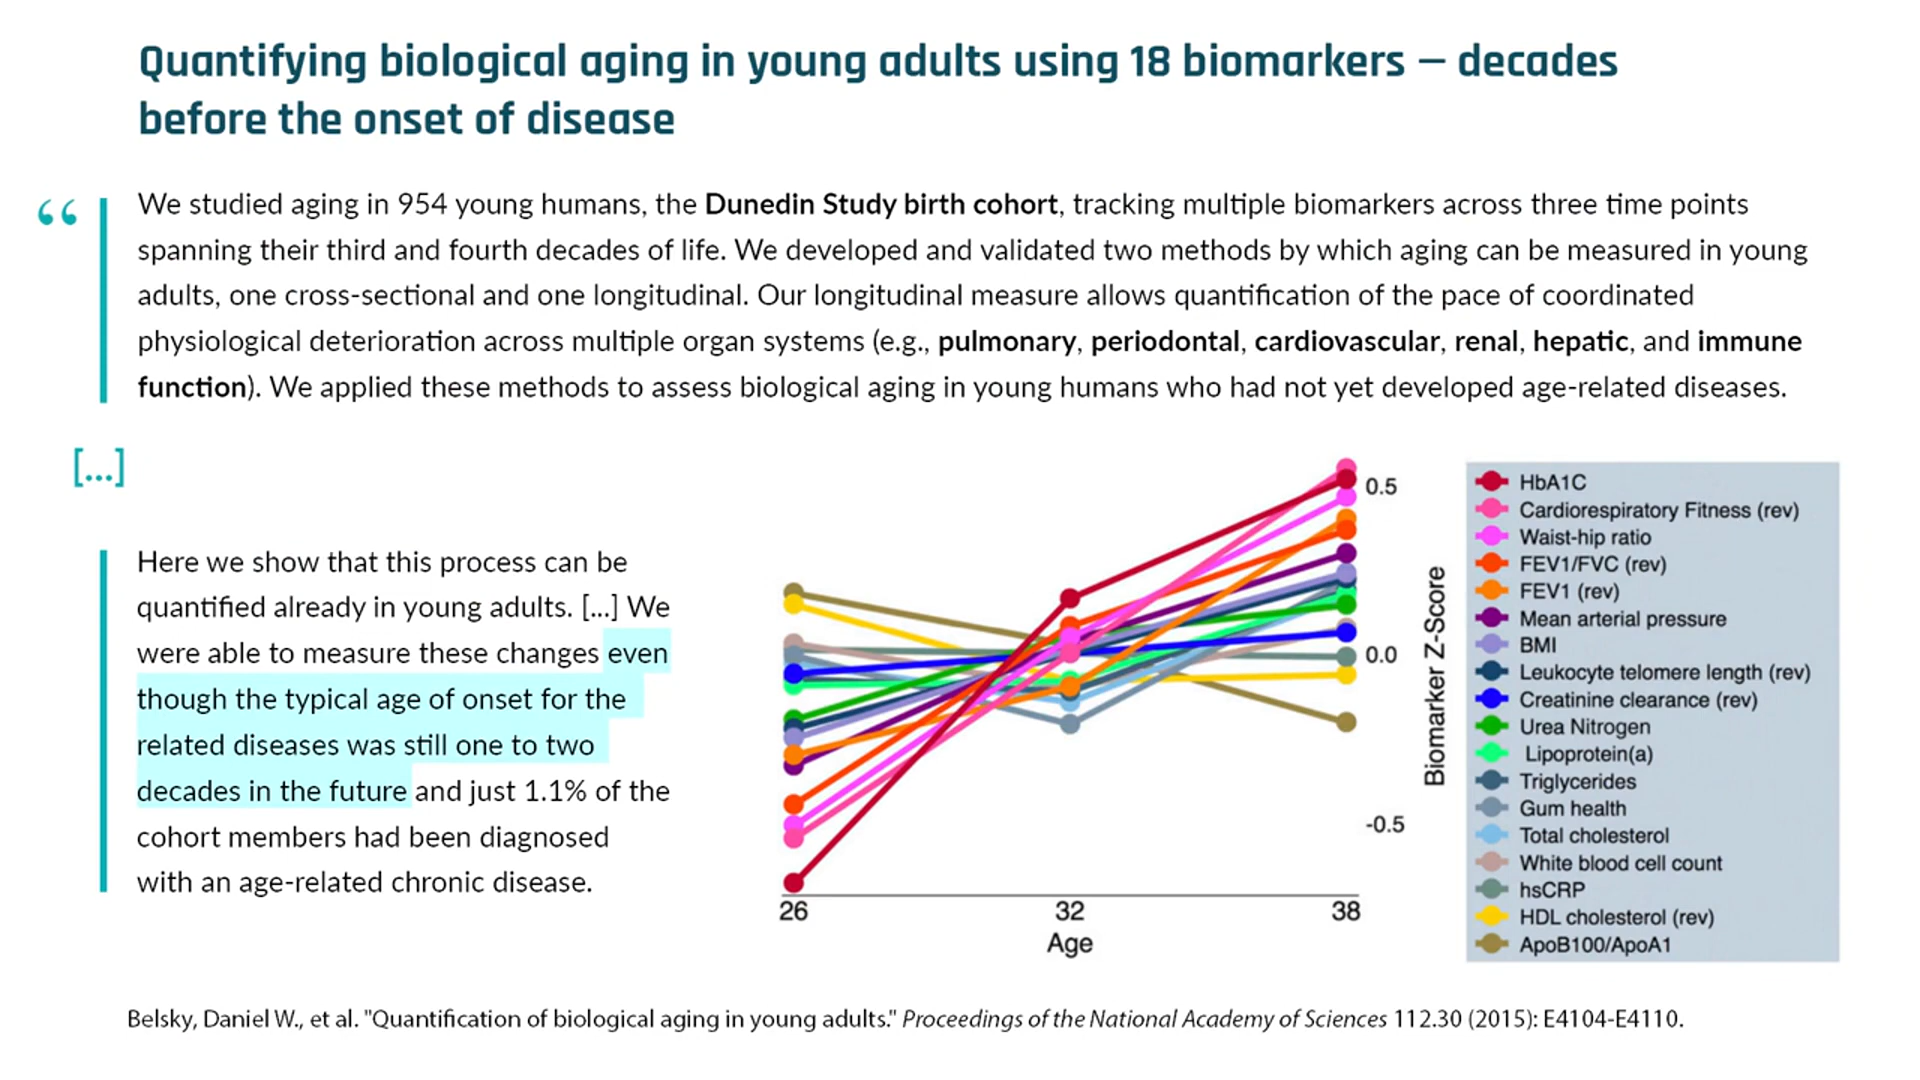 Quantifying biological aging in young adults using 18 biomarkers — decades
before the onset of disease
“
We studied aging in 954 young humans, the Dunedin Study birth cohort, tracking multiple biomarkers across three time points
spanning their third and fourth decades of life. We developed and validated two methods by which aging can be measured in young
adults, one cross-sectional and one longitudinal. Our longitudinal measure allows quantification of the pace of coordinated
physiological deterioration across multiple organ systems (e.g., pulmonary, periodontal, cardiovascular, renal, hepatic, and immune
function). We applied these methods to assess biological aging in young humans who had not yet developed age-related diseases.
[...]
Here we show that this process can be
quantified already in young adults. [...] We
were able to measure these changes even
though the typical age of onset for the
related diseases was still one to two
decades in the future and just 1.1% of the
cohort members had been diagnosed
with an age-related chronic disease.
0.5
0.0
-0.5
Biomarker Z-Score
26
32
38
Age
HbA1C
Cardiorespiratory Fitness (rev)
Waist-hip ratio
FEV1/FVC (rev)
FEV1 (rev)
Mean arterial pressure
BMI
Leukocyte telomere length (rev)
Creatinine clearance (rev)
Urea Nitrogen
Lipoprotein(a)
Triglycerides
Gum health
Total cholesterol
White blood cell count
hsCRP
HDL cholesterol (rev)
ApoB100/ApoA1
Belsky, Daniel W., et al. "Quantification of biological aging in young adults." Proceedings of the National Academy of Sciences 112.30 (2015): E4104-E4110.